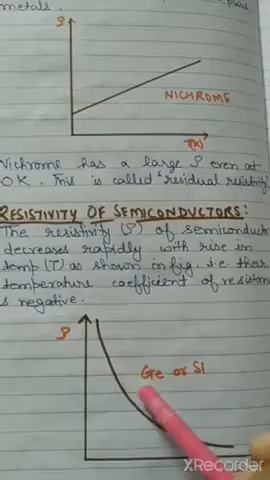 metals.
ρ
NICHROME
T(K)
Nichrome has a large ρ even at
OK. This is called 'residual resistivity
RESISTIVITY OF SEMICONDUCTORS:
The resistivity (ρ) of semiconduct
decreases rapidly with rise in
temp (T) as shown in fig. i.e. their
temperature coefficient of resistan
is negative.
ρ
Ge or Si
XRecorder